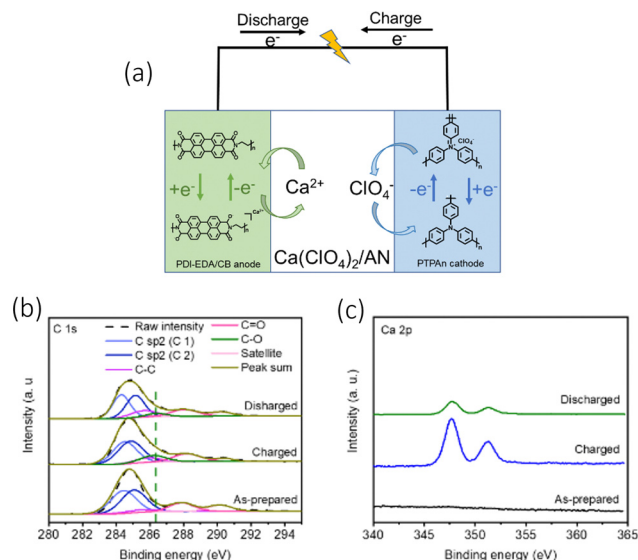 Discharge
e-
Charge
e-
(a)
ClO₄-
+e-
-e-
Ca²⁺
ClO₄-
-e-
+e-
Ca²⁺
PDI-EDA/CB anode
Ca(ClO₄)₂/AN
PTPAn cathode
(b)
C 1s
Raw intensity
C sp2 (C 1)
C sp2 (C 2)
C-C
C=O
C-O
Satellite
Peak sum
Disharged
Charged
As-prepared
Intensity (a. u
280 282 284 286 288 290 292 294
Binding energy (eV)
(c)
Ca 2p
Discharged
Charged
As-prepared
Intensity (a. u.)
340 345 350 355 360 365
Binding energy (eV)